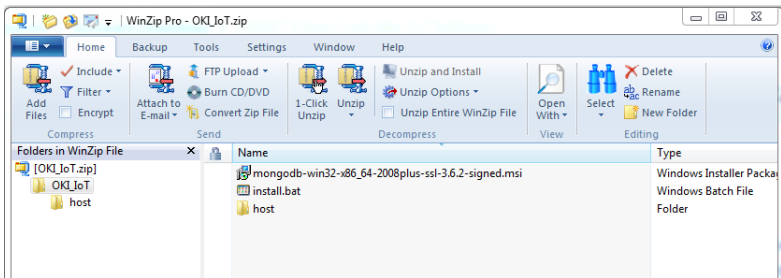 WinZip Pro - OKI_IoT.zip
Home Backup Tools Settings Window Help
Include FTP Upload Unzip and Install Delete
Filter Burn CD/DVD Unzip Options Rename
Add Files Encrypt Attach to E-mail Convert Zip File 1-Click Unzip Unzip Unzip Entire WinZip File Open With Select New Folder
Compress Send Decompress View Editing
Folders in WinZip File Name Type
[OKI_IoT.zip] mongodb-win32-x86_64-2008plus-ssl-3.6.2-signed.msi Windows Installer Packag
OKI_IoT install.bat Windows Batch File
host host Folder